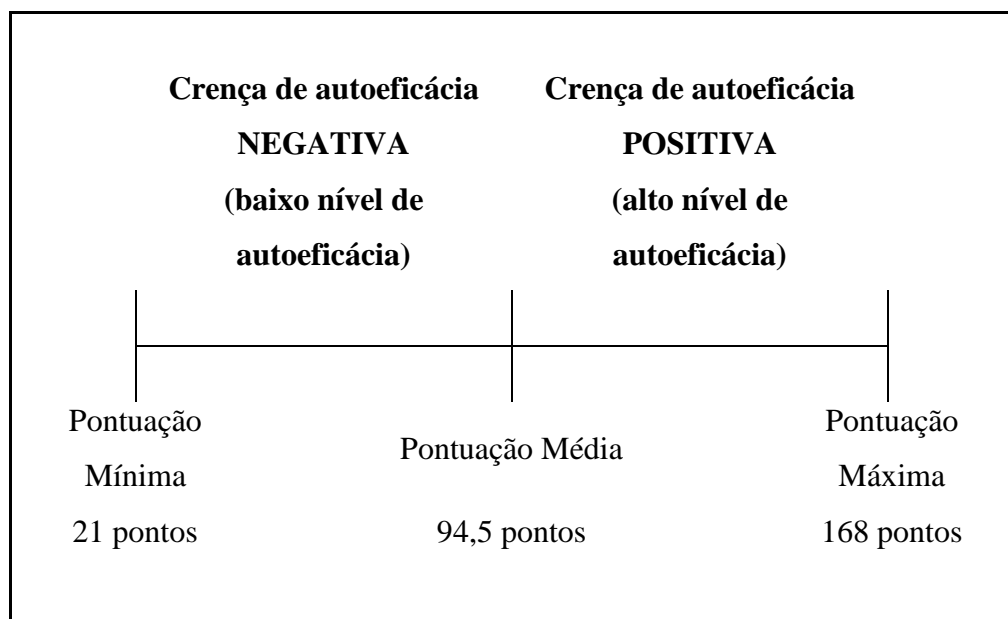 Crença de autoeficácia
NEGATIVA
(baixo nível de
autoeficácia)
Crença de autoeficácia
POSITIVA
(alto nível de
autoeficácia)
Pontuação
Mínima
21 pontos
Pontuação Média
94,5 pontos
Pontuação
Máxima
168 pontos